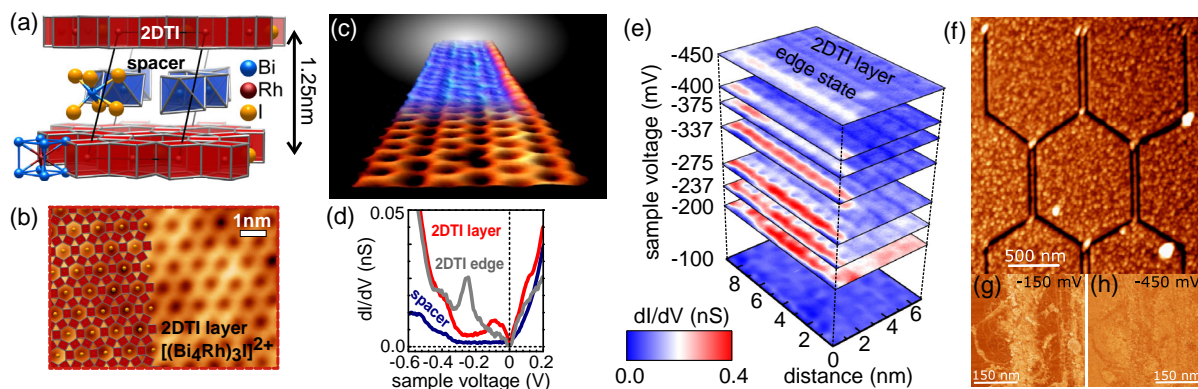 (a)
2DTI
spacer
Bi
Rh
I
1.25nm
(b)
1nm
2DTI layer
[(Bi4Rh)3I]2+
(c)
(d)
0.05
0.0
dI/dV (nS)
2DTI layer
2DTI edge
spacer
-0.6 -0.4 -0.2 0 0.2
sample voltage (V)
(e)
2DTI layer
edge state
sample voltage (mV)
-450
-400
-375
-337
-275
-237
-200
-100
8 6 4 2 0 2 4 6
distance (nm)
dI/dV (nS)
0.0 0.4
(f)
500 nm
(g) -150 mV
150 nm
(h) -450 mV
150 nm